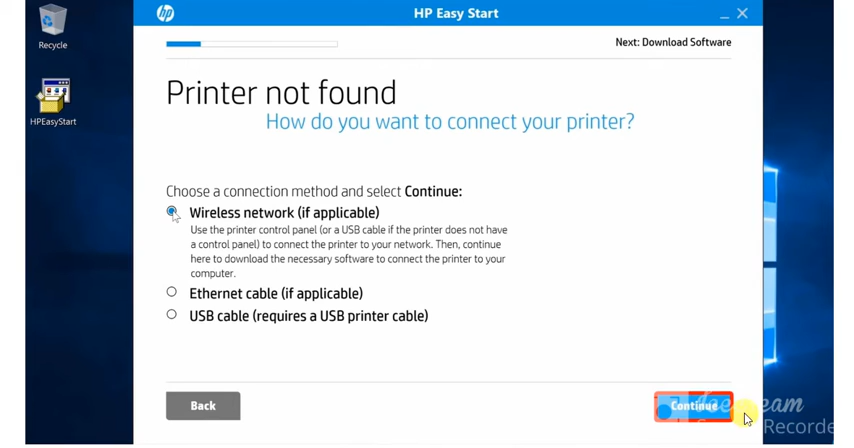 hp
HP Easy Start
Recycle
Next: Download Software
HPEasyStart
Printer not found
How do you want to connect your printer?
Choose a connection method and select Continue:
Wireless network (if applicable)
Use the printer control panel (or a USB cable if the printer does not have
a control panel) to connect the printer to your network. Then, continue
here to download the necessary software to connect the printer to your
computer.
Ethernet cable (if applicable)
USB cable (requires a USB printer cable)
Back
Continue